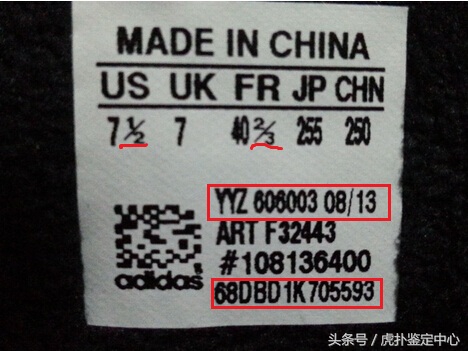 MADE IN CHINA
US UK FR JP CHN
7½ 7 40⅔ 255 250
YYZ 606003 08/13
ART F32443
#108136400
adidas
68DBD1K705593
头条号／虎扑鉴定中心